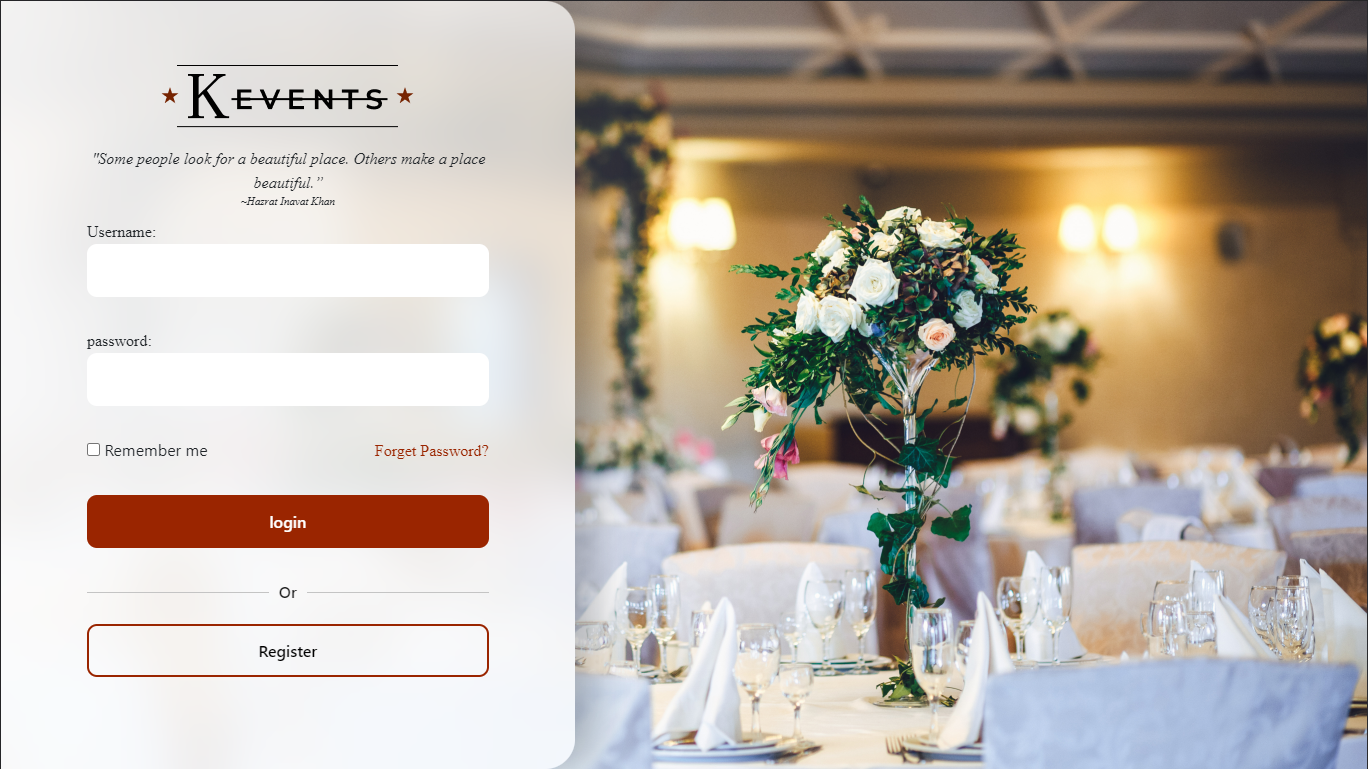 KEVENTS
"Some people look for a beautiful place. Others make a place
beautiful.”
~Hazrat Inayat Khan
Username:
password:
Remember me
Forget Password?
login
Or
Register